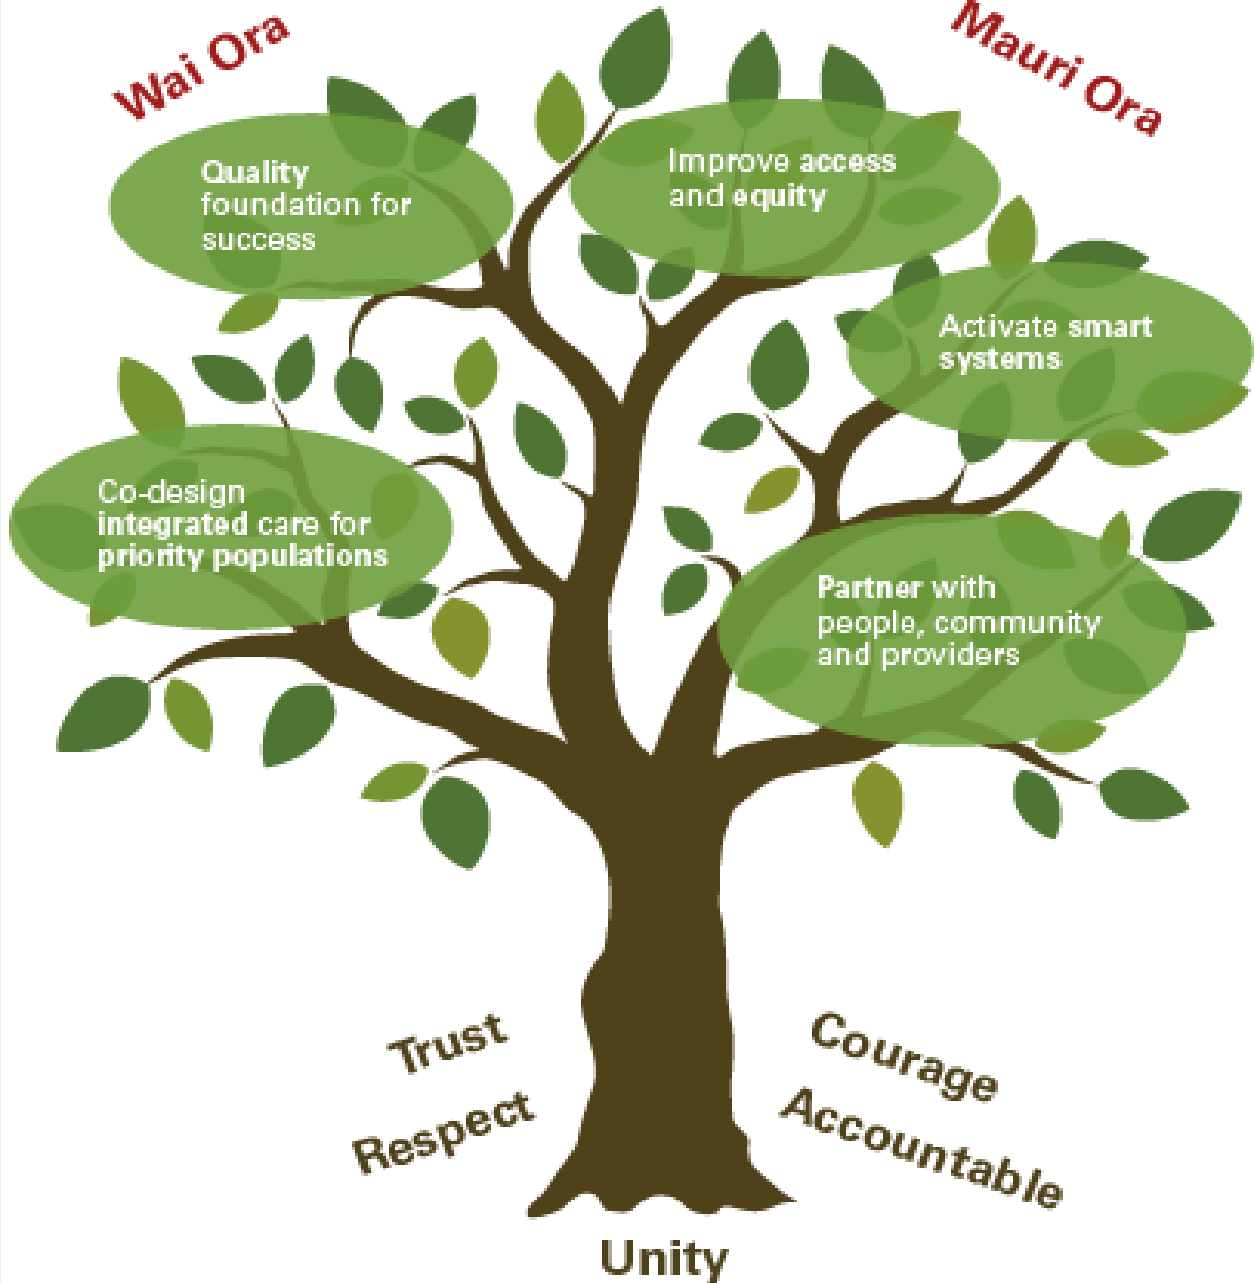 Wai Ora
Mauri Ora
Quality
foundation for
success
Improve access
and equity
Activate smart
systems
Co-design
integrated care for
priority populations
Partner with
people, community
and providers
Trust
Respect
Courage
Accountable
Unity